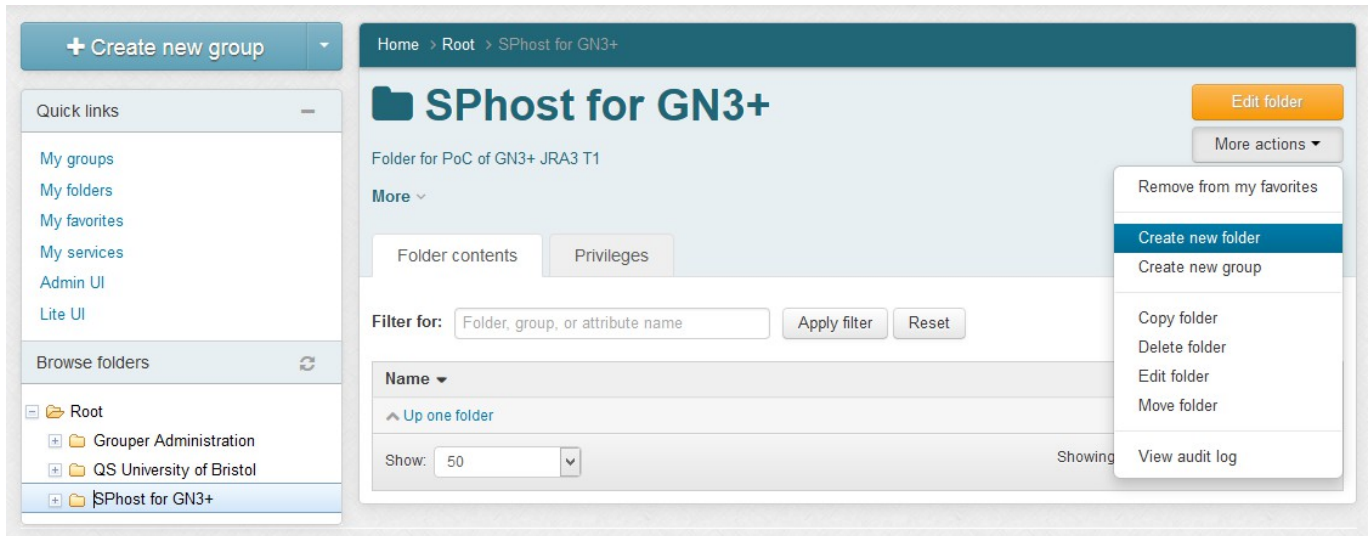 + Create new group
Quick links
My groups
My folders
My favorites
My services
Admin UI
Lite UI
Browse folders
Root
Grouper Administration
QS University of Bristol
SPhost for GN3+
Home > Root > SPhost for GN3+
SPhost for GN3+
Folder for PoC of GN3+ JRA3 T1
More
Edit folder
More actions
Remove from my favorites
Create new folder
Create new group
Copy folder
Delete folder
Edit folder
Move folder
View audit log
Folder contents
Privileges
Filter for: Folder, group, or attribute name Apply filter Reset
Name
Up one folder
Show: 50
Showing